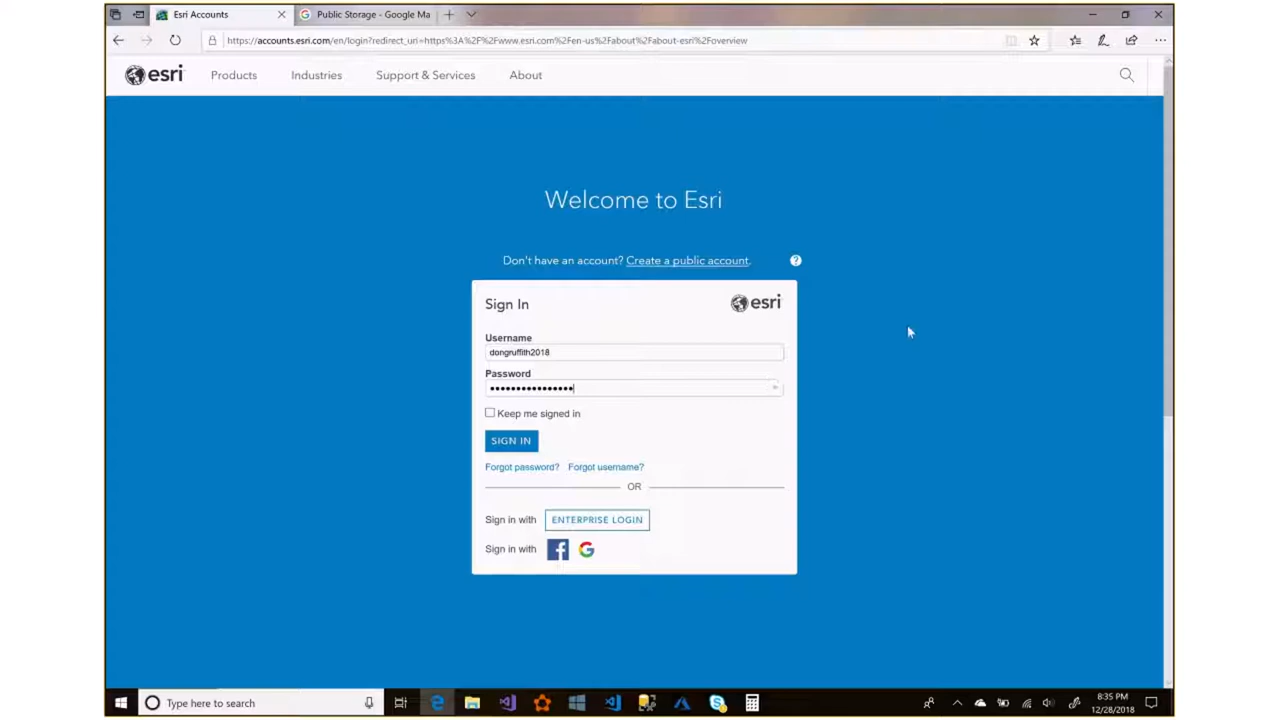 Esri Accounts
Public Storage - Google Ma
https://accounts.esri.com/en/login?redirect_uri=https%3A%2F%2Fwww.esri.com%2Fen-us%2Fabout%2Fabout-esri%2Foverview
esri Products Industries Support & Services About
Welcome to Esri
Don't have an account? Create a public account. ?
Sign In esri
Username
dongruffith2018
Password
••••••••••••••••
Keep me signed in
SIGN IN
Forgot password? Forgot username?
OR
Sign in with ENTERPRISE LOGIN
Sign in with f G
Type here to search
8:35 PM
12/28/2018